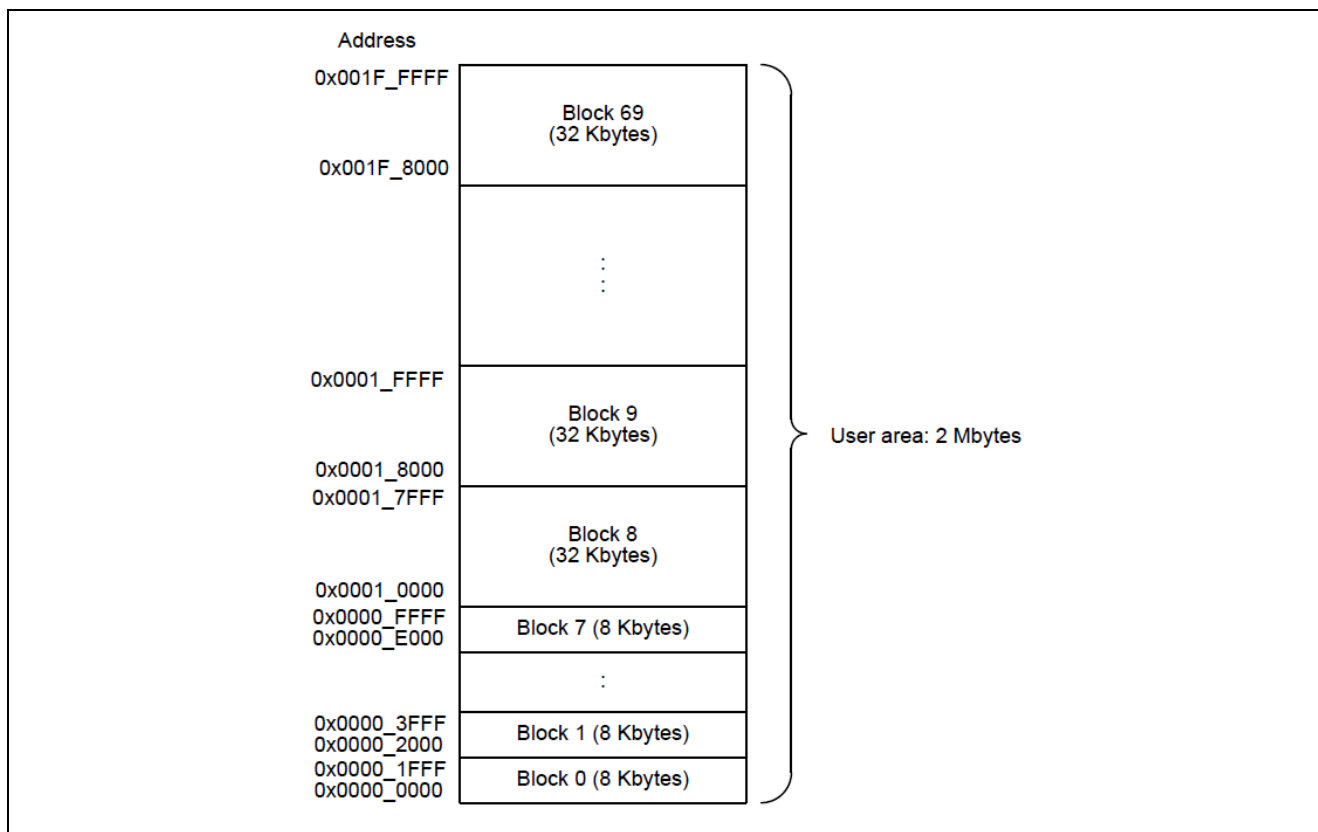 Address
0x001F_FFFF
Block 69
(32 Kbytes)
0x001F_8000
:
:
0x0001_FFFF
Block 9
(32 Kbytes)
User area: 2 Mbytes
0x0001_8000
0x0001_7FFF
Block 8
(32 Kbytes)
0x0001_0000
0x0000_FFFF
Block 7 (8 Kbytes)
0x0000_E000
:
0x0000_3FFF
Block 1 (8 Kbytes)
0x0000_2000
0x0000_1FFF
Block 0 (8 Kbytes)
0x0000_0000